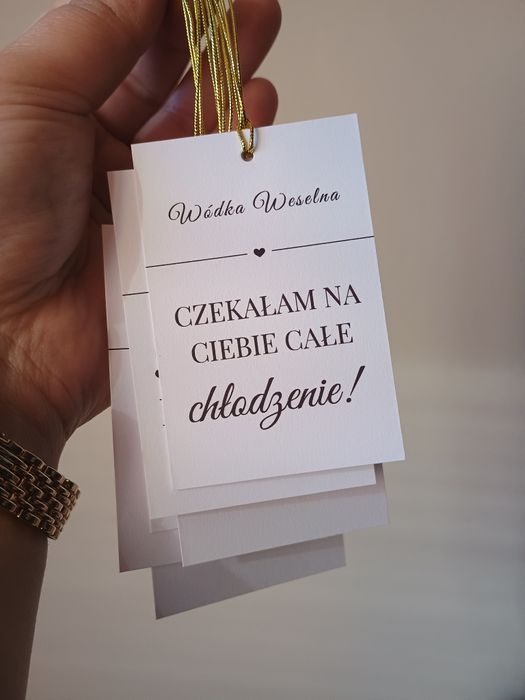 Wódka Weselna
CZEKAŁAM NA
CIEBIE CAŁE
chłodzenie!